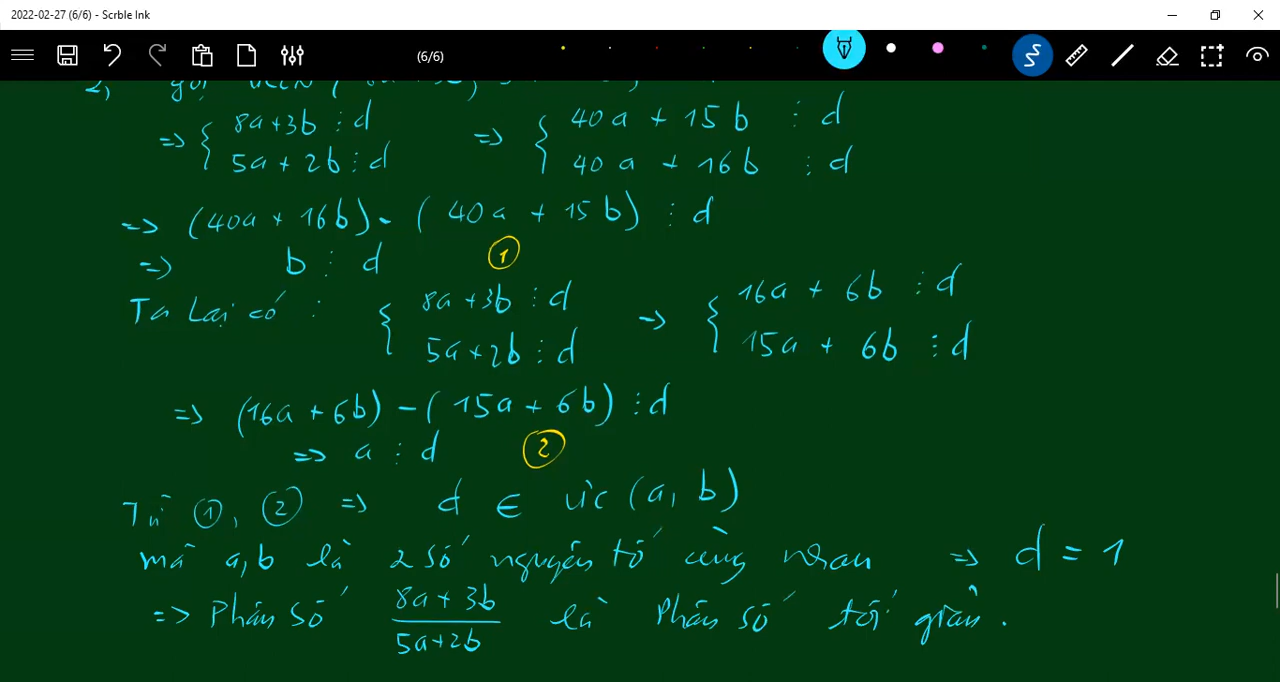 2022-02-27 (6/6) - Scrble Ink
(6/6)
2, gọi
=> { 8a+3b ⋮ d
5a+2b ⋮ d
=> { 40a + 15b ⋮ d
40a + 16b ⋮ d
=> (40a + 16b) - (40a + 15b) ⋮ d
=> b ⋮ d ①
Ta lại có : { 8a+3b ⋮ d
5a+2b ⋮ d
=> { 16a + 6b ⋮ d
15a + 6b ⋮ d
=> (16a + 6b) - (15a + 6b) ⋮ d
=> a ⋮ d ②
Từ ①, ② => d ∈ ƯC (a, b)
mà a,b là 2 số nguyên tố cùng nhau => d = 1
=> Phân số 8a + 3b / 5a+2b là Phân số tối giản .